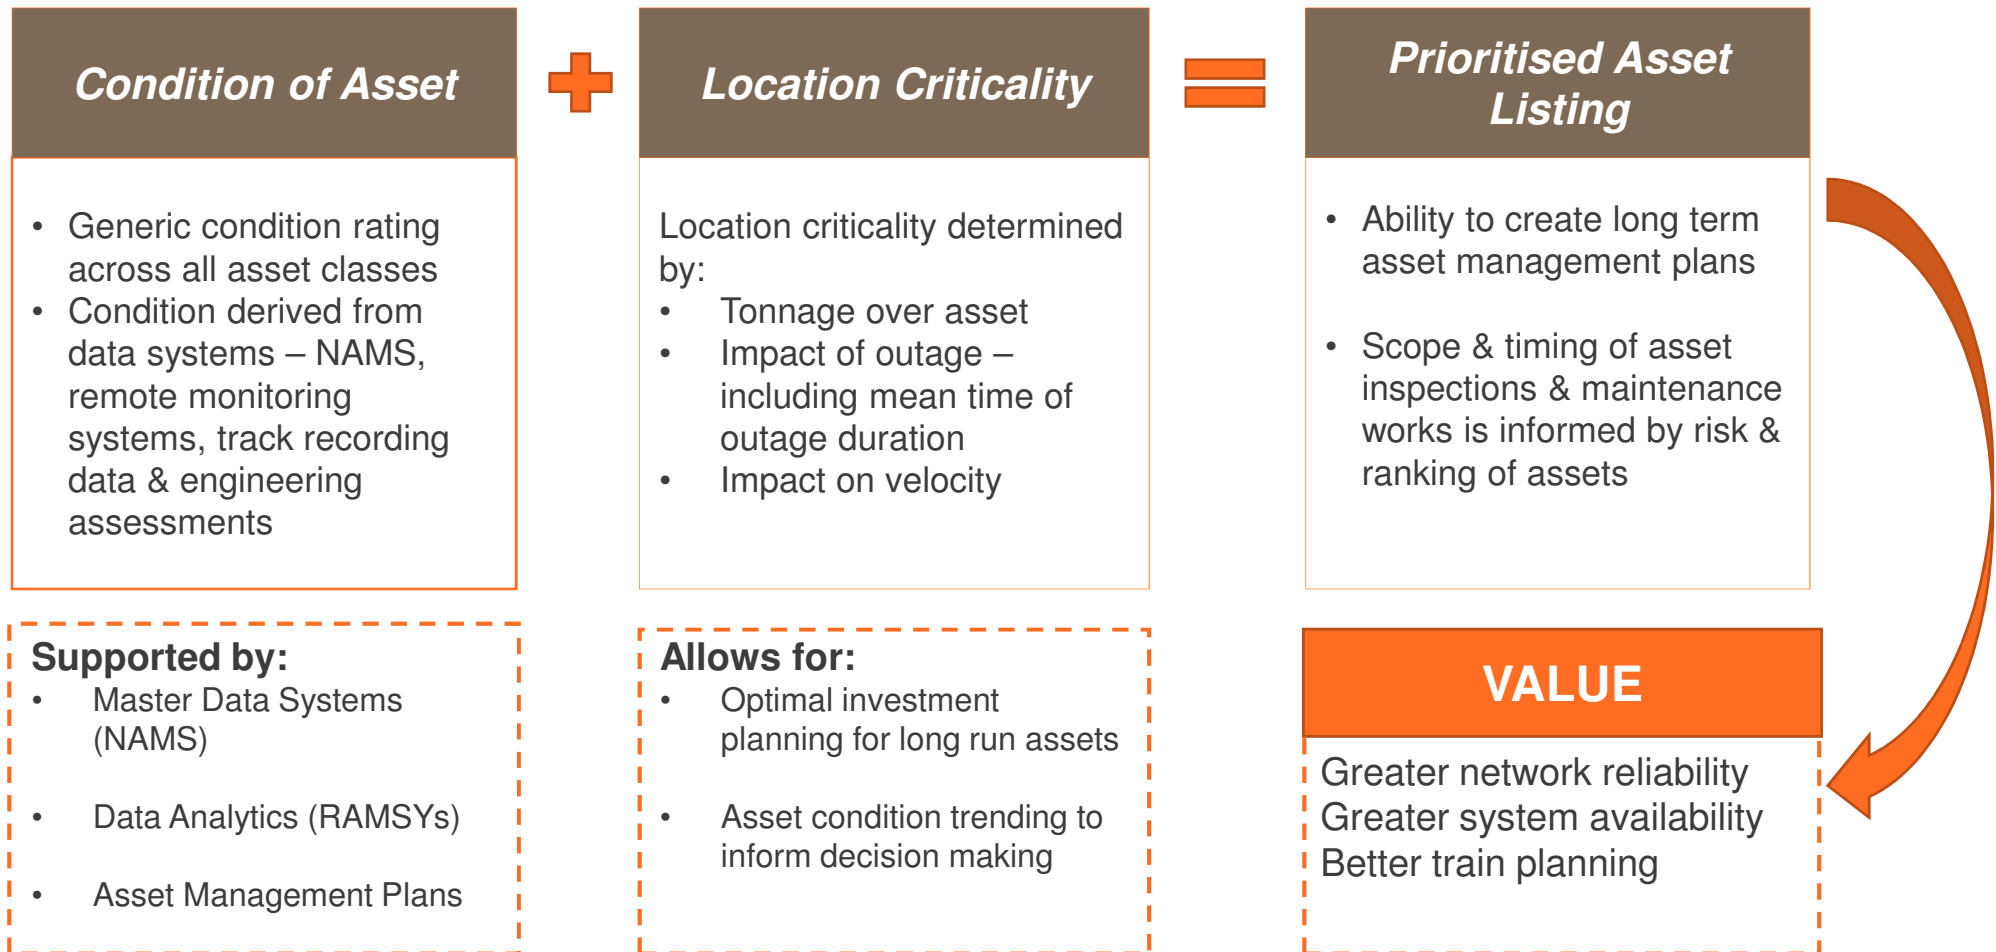 Condition of Asset
• Generic condition rating
across all asset classes
• Condition derived from
data systems – NAMS,
remote monitoring
systems, track recording
data & engineering
assessments
Supported by:
• Master Data Systems
(NAMS)
• Data Analytics (RAMSYs)
• Asset Management Plans
Location Criticality
Location criticality determined
by:
• Tonnage over asset
• Impact of outage –
including mean time of
outage duration
• Impact on velocity
Allows for:
• Optimal investment
planning for long run assets
• Asset condition trending to
inform decision making
Prioritised Asset
Listing
• Ability to create long term
asset management plans
• Scope & timing of asset
inspections & maintenance
works is informed by risk &
ranking of assets
VALUE
Greater network reliability
Greater system availability
Better train planning